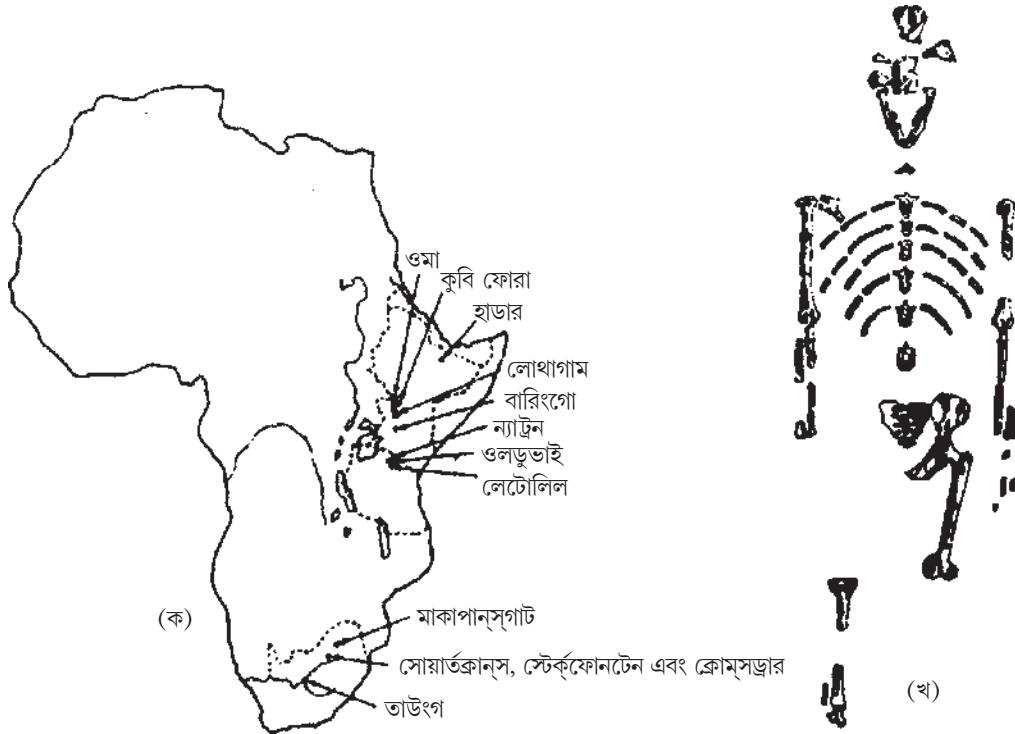 ওমা
কুবি ফোরা
হাডার
লোথাগাম
বারিংগো
ন্যাট্রন
ওলডুভাই
লেটোলিল
(ক)
মাকাপান্‌স্‌গাট
সোয়ার্তক্রান্‌স, স্টের্ক্‌ফোনটেন এবং ক্রোম্‌সড্রার
তাউংগ
(খ)